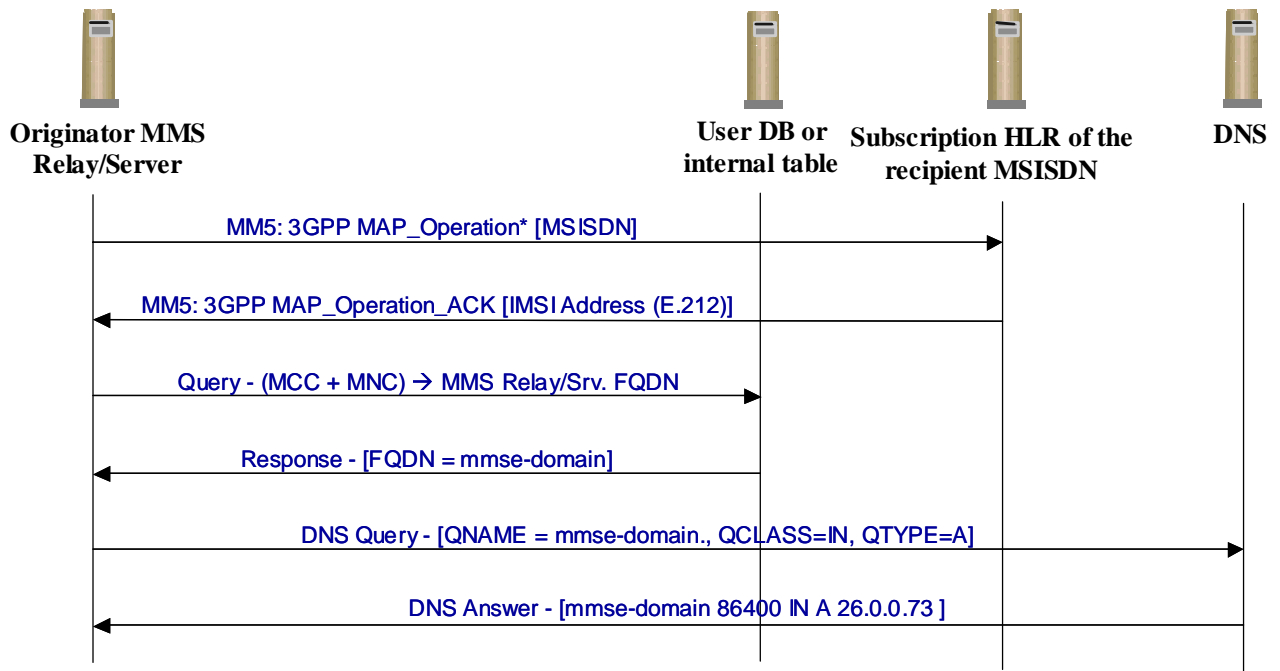 Originator MMS
Relay/Server
User DB or
internal table
Subscription HLR of the
recipient MSISDN
DNS
MM5: 3GPP MAP_Operation* [MSISDN]
MM5: 3GPP MAP_Operation_ACK [IMSI Address (E.212)]
Query - (MCC + MNC) → MMS Relay/Srv. FQDN
Response - [FQDN = mmse-domain]
DNS Query - [QNAME = mmse-domain., QCLASS=IN, QTYPE=A]
DNS Answer - [mmse-domain 86400 IN A 26.0.0.73 ]